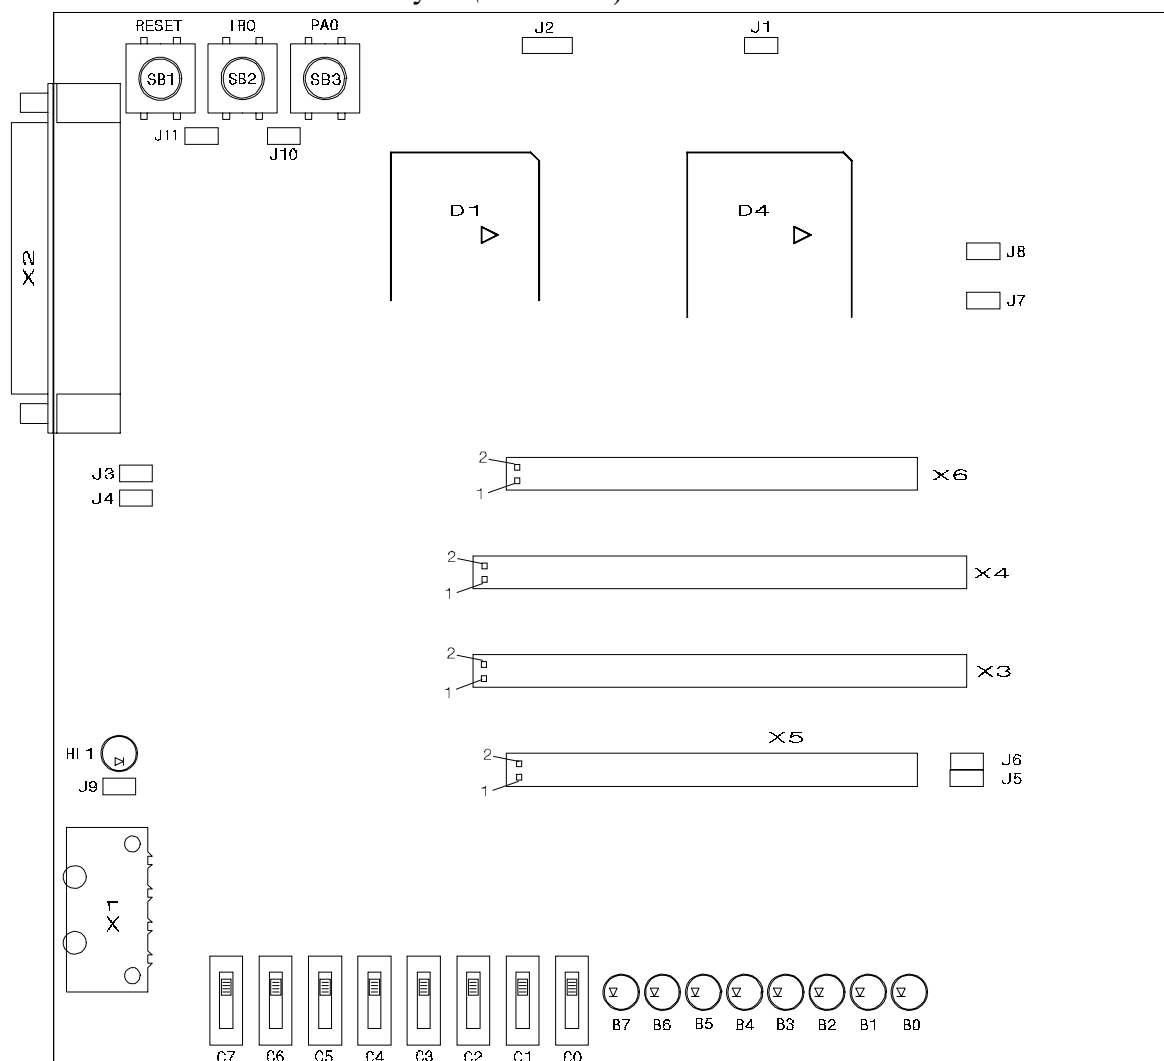 RESET IRQ PA0
J2 J1
SB1 SB2 SB3
J11 J10
D1 D4
X2
J8
J7
2
1
X6
J3
J4
2
1
X4
2
1
X3
HL1
J9
X5
2
1
J6
J5
X1
B7 B6 B5 B4 B3 B2 B1 B0
C7 C6 C5 C4 C3 C2 C1 C0